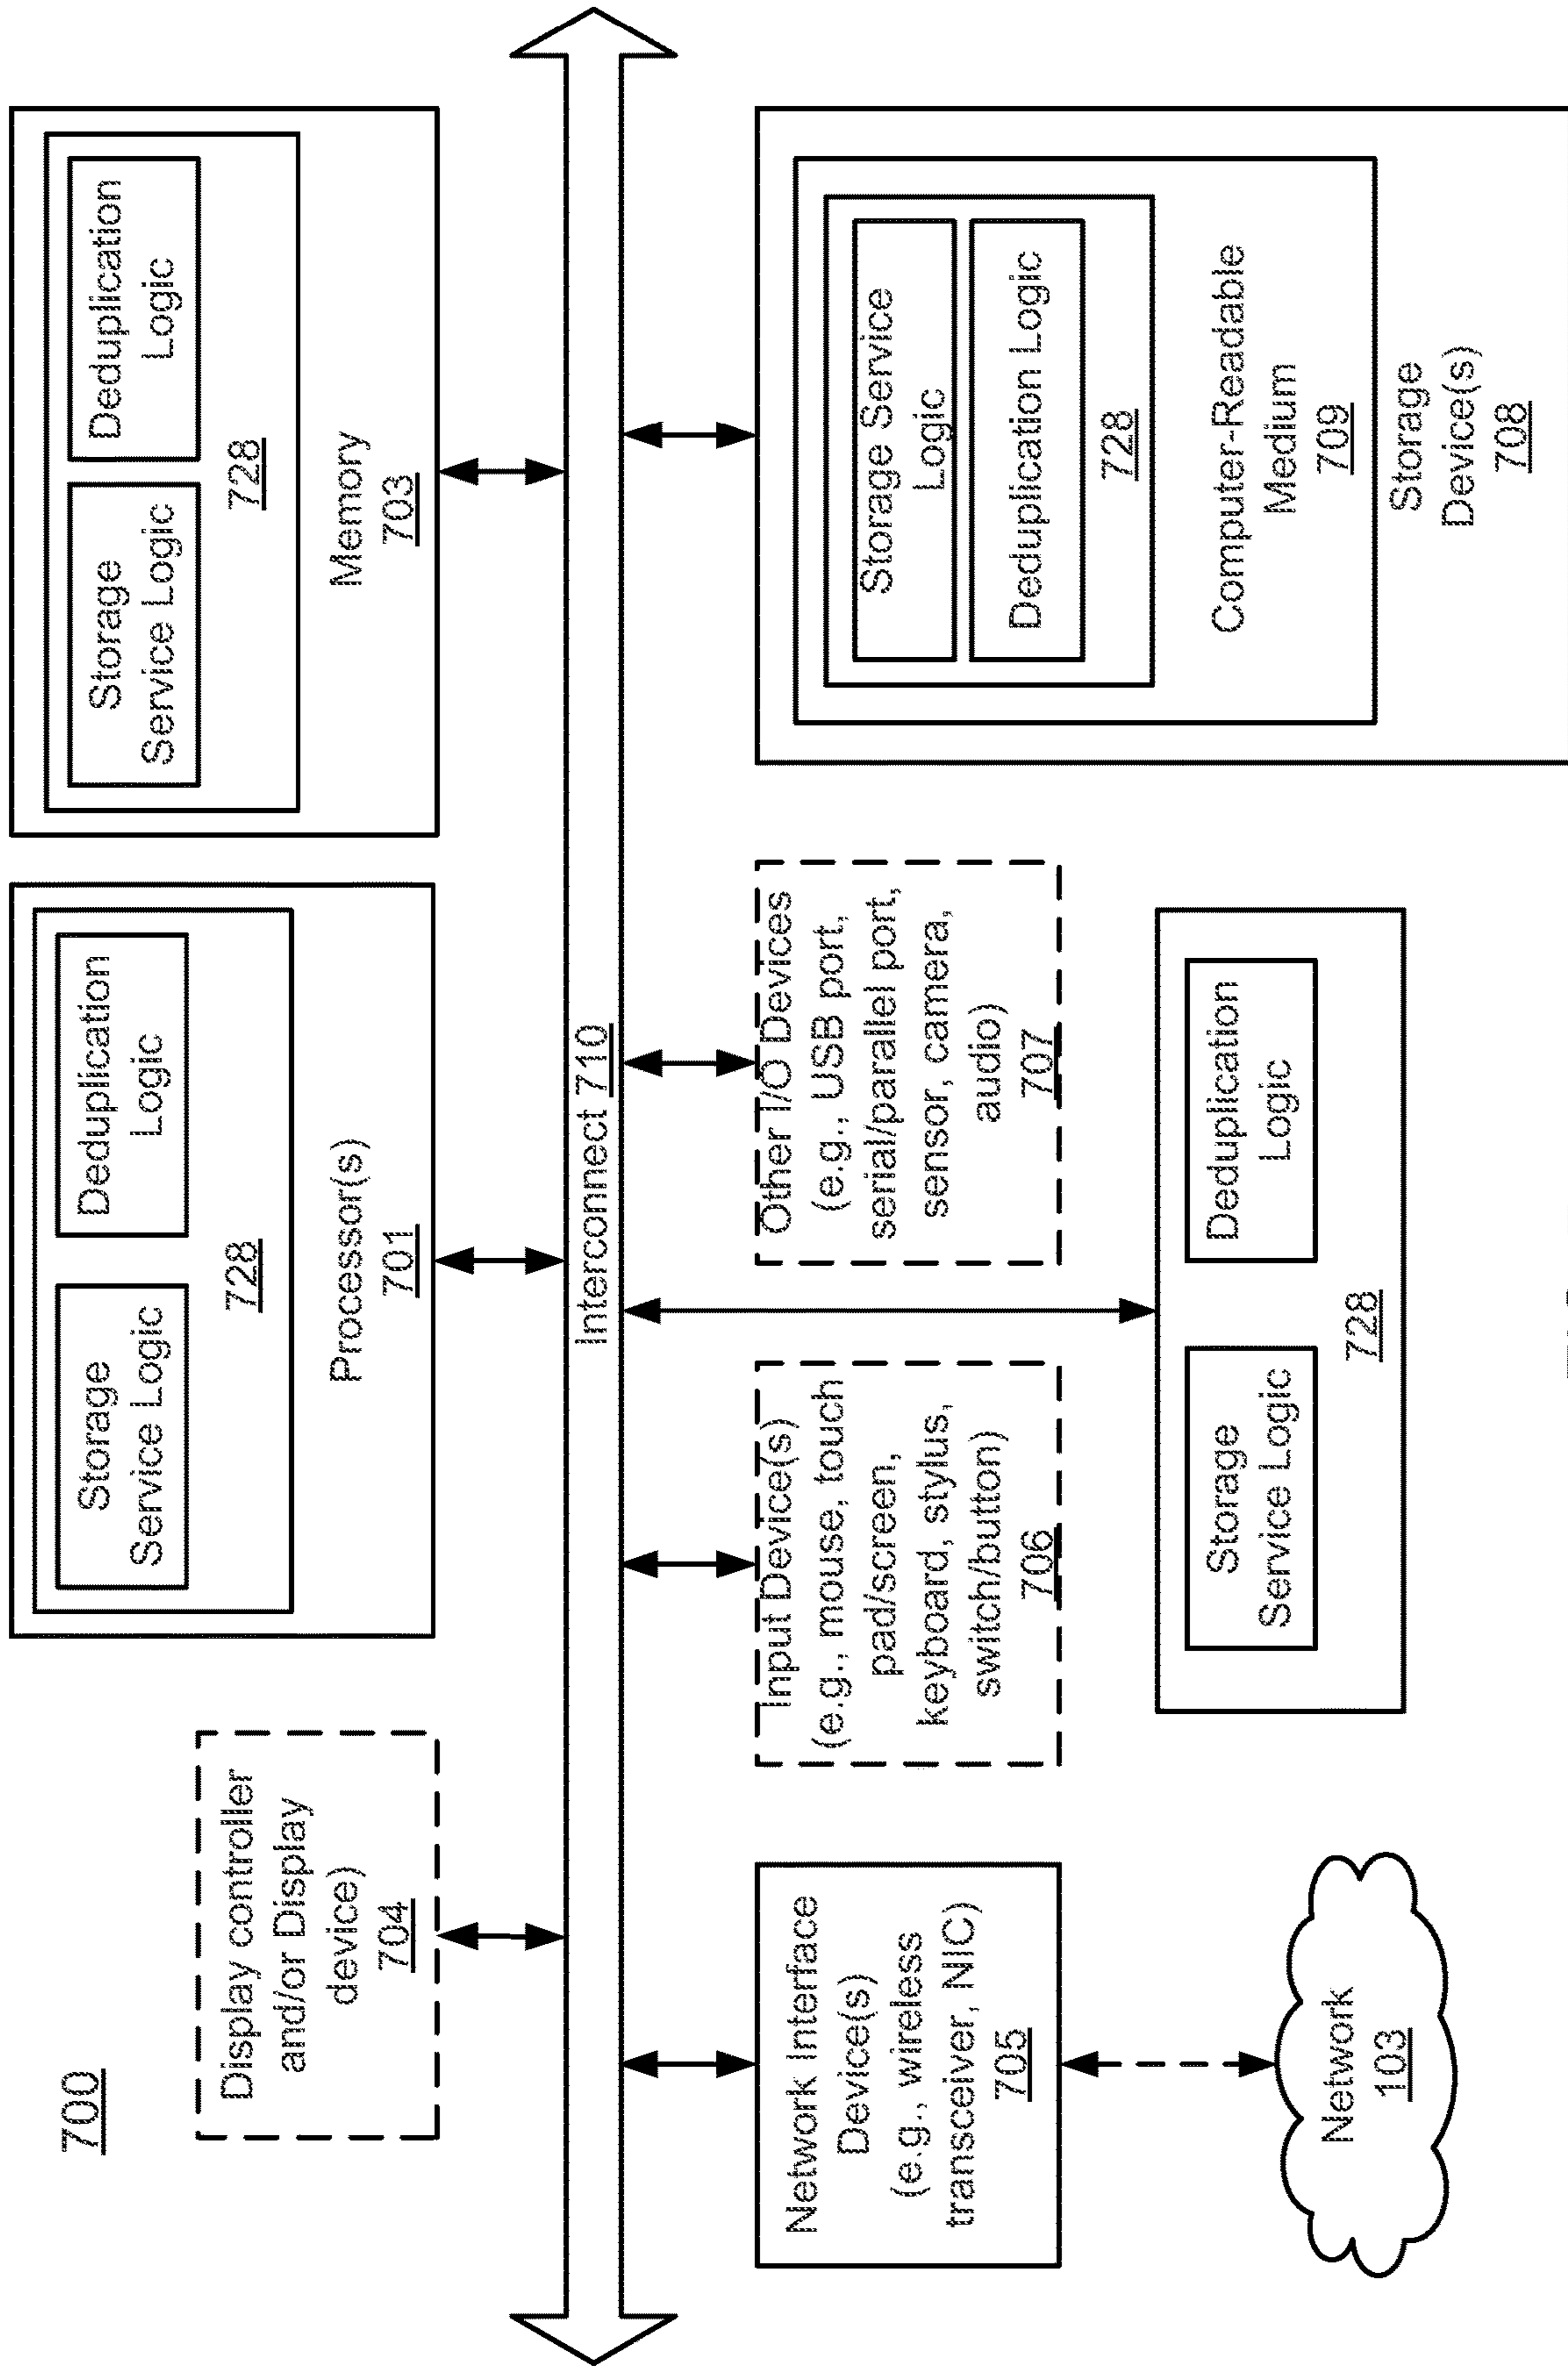 700
Display controller
and/or Display
device)
704
Storage
Service Logic
Deduplication
Logic
728
Processor(s)
701
Storage
Service Logic
Deduplication
Logic
728
Memory
703
Interconnect 710
Network Interface
Device(s)
(e.g., wireless
transceiver, NIC)
705
Input Device(s)
(e.g., mouse, touch
pad/screen,
keyboard, stylus,
switch/button)
706
Other I/O Devices
(e.g., USB port,
serial/parallel port,
sensor, camera,
audio)
707
Storage Service
Logic
Deduplication Logic
728
Computer-Readable
Medium
709
Storage
Device(s)
708
Network
103
Storage
Service Logic
Deduplication
Logic
728